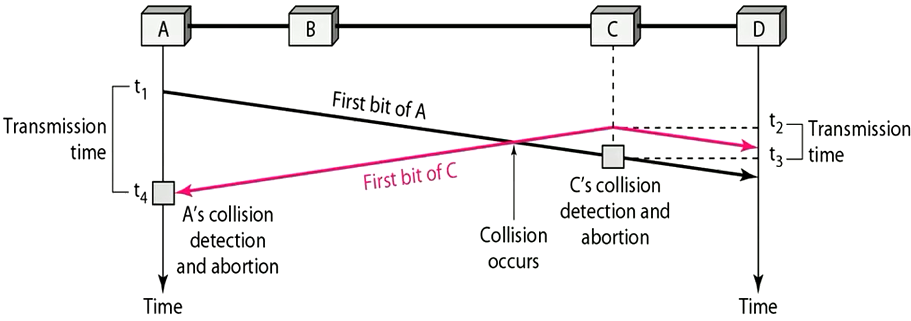 A
B
C
D
t1
First bit of A
Transmission
time
t2
t3
Transmission
time
t4
First bit of C
A's collision
detection
and abortion
Collision
occurs
C's collision
detection and
abortion
Time
Time